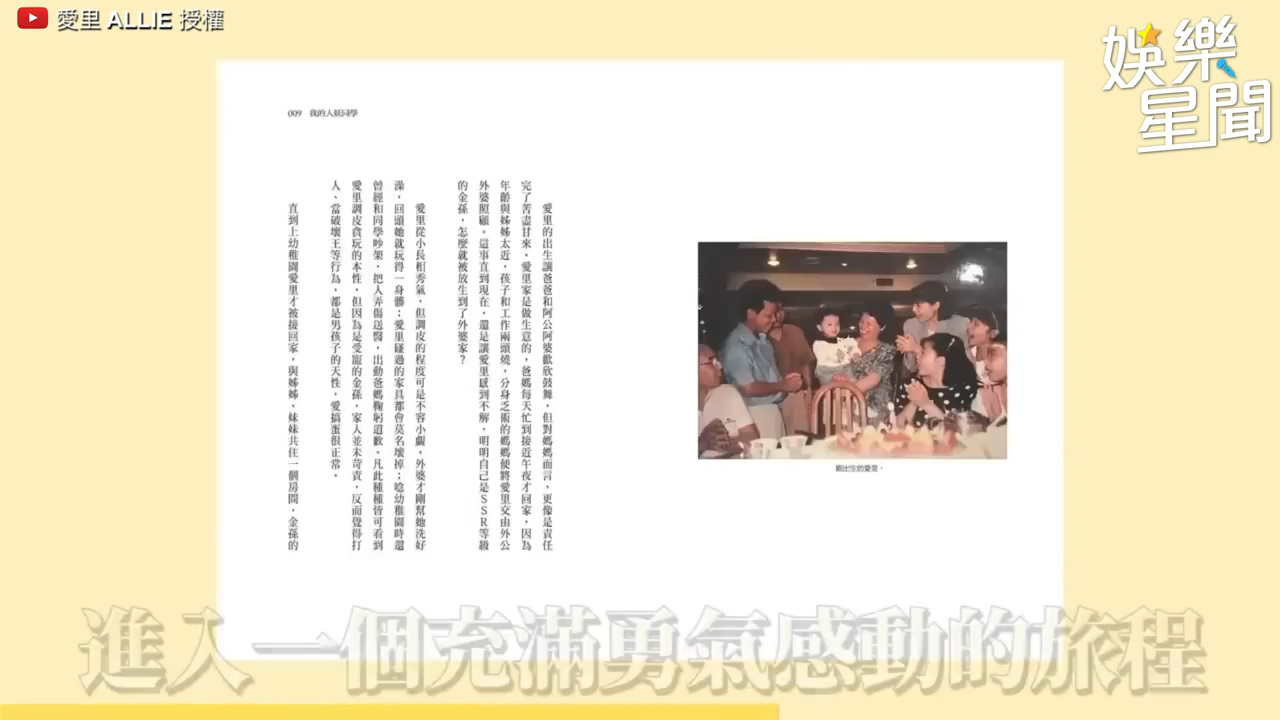 愛里 ALLIE 授權
娛樂
星聞
009 我的人妖同學
愛里的出生讓爸爸和阿公阿婆歡欣鼓舞，但對媽媽而言，更像是責任
完了苦盡甘來。愛里家是做生意的，爸媽每天忙到接近午夜才回家，因為
年齡與姊姊太近，孩子和工作兩頭燒，分身乏術的媽媽便將愛里交由外公
外婆照顧。這事直到現在，還是讓愛里感到不解，明明自己是SSR等級
的金孫，怎麼就被放生到了外婆家？
愛里從小長相秀氣，但調皮的程度可是不容小覷。外婆才剛幫她洗好
澡，回頭她就玩得一身髒；愛里碰過的家具都會莫名壞掉；唸幼稚園時還
曾經和同學吵架，把人弄傷送醫，出動爸媽鞠躬道歉。凡此種種皆可看到
愛里調皮貪玩的本性，但因為是受寵的金孫，家人並未苛責，反而覺得打
人、當破壞王等行為，都是男孩子的天性，愛搞蛋很正常。
直到上幼稚園愛里才被接回家，與姊姊、妹妹共住一個房間，金孫的
剛出生的愛里。
進入一個充滿勇氣感動的旅程